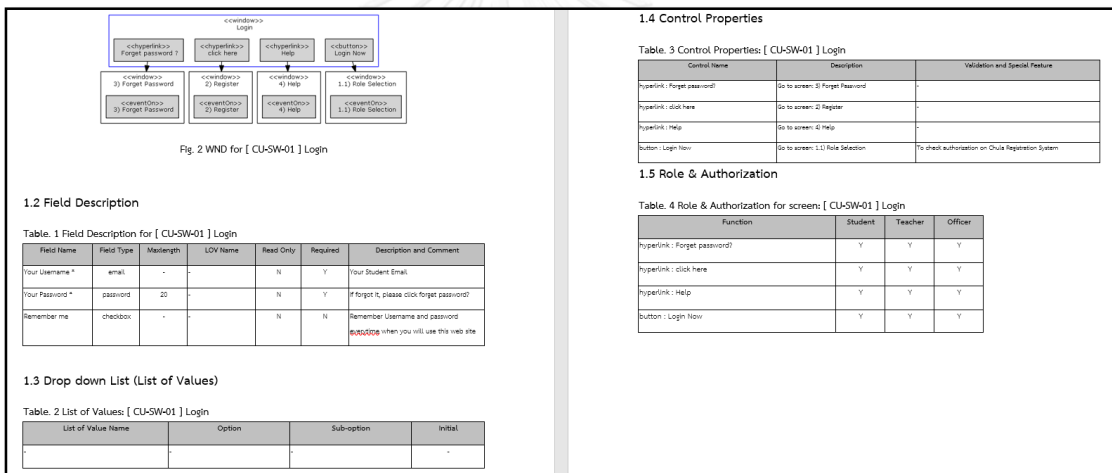 <<window>>
Login
<<hyperlink>>
Forget password ?
<<hyperlink>>
click here
<<hyperlink>>
Help
<<button>>
Login Now
<<window>>
3) Forget Password
<<window>>
2) Register
<<window>>
4) Help
<<window>>
1.1) Role Selection
<<eventOn>>
3) Forget Password
<<eventOn>>
2) Register
<<eventOn>>
4) Help
<<eventOn>>
1.1) Role Selection
Fig. 2 WND for [ CU-SW-01 ] Login
1.2 Field Description
Table. 1 Field Description for [ CU-SW-01 ] Login
Field Name Field Type Maxlength LOV Name Read Only Required Description and Comment
Your Username * email - - N Y Your Student Email
Your Password * password 20 - N Y If forgot it, please click forget password?
Remember me checkbox - - N N Remember Username and password
everytime when you will use this web site
1.3 Drop down List (List of Values)
Table. 2 List of Values: [ CU-SW-01 ] Login
List of Value Name Option Sub-option Initial
- - - -
1.4 Control Properties
Table. 3 Control Properties: [ CU-SW-01 ] Login
Control Name Description Validation and Special Feature
hyperlink : Forget password? Go to screen: 3) Forget Password -
hyperlink : click here Go to screen: 2) Register -
hyperlink : Help Go to screen: 4) Help -
button : Login Now Go to screen: 1.1) Role Selection To check authorization on Chula Registration System
1.5 Role & Authorization
Table. 4 Role & Authorization for screen: [ CU-SW-01 ] Login
Function Student Teacher Officer
hyperlink : Forget password? Y Y Y
hyperlink : click here Y Y Y
hyperlink : Help Y Y Y
button : Login Now Y Y Y